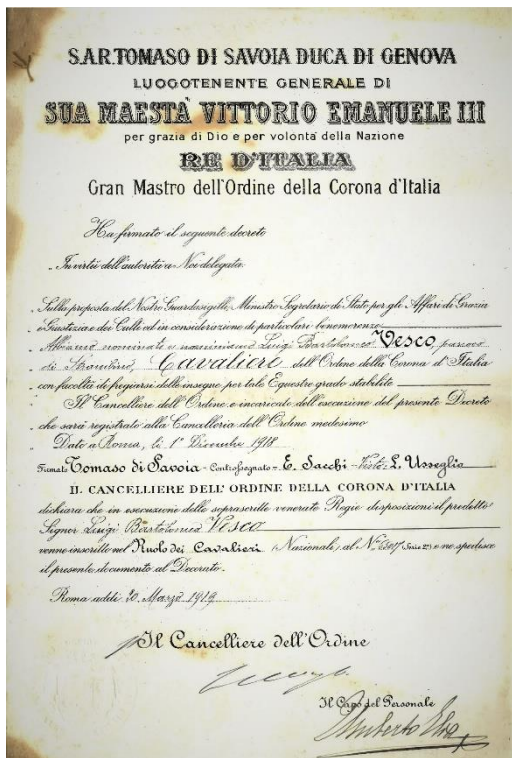 S.A.R. TOMASO DI SAVOIA DUCA DI GENOVA
LUOGOTENENTE GENERALE DI
SUA MAESTÀ VITTORIO EMANUELE III
per grazia di Dio e per volontà della Nazione
RE D'ITALIA
Gran Mastro dell'Ordine della Corona d'Italia
Ha firmato il seguente decreto
In virtù dell'autorità a Noi delegata
Sulla proposta del Nostro Guardasigilli, Ministro Segretario di Stato per gli Affari di Grazia
e Giustizia e dei Culti ed in considerazione di particolari benemerenze
Abbiamo nominato e nominiamo Luigi Bartolomeo Vesco, parroco
di Strambino, Cavaliere dell'Ordine della Corona d'Italia
con facoltà di fregiarsi delle insegne per tale Equestre grado stabilite
Il Cancelliere dell'Ordine è incaricato dell'esecuzione del presente Decreto
che sarà registrato alla Cancelleria dell'Ordine medesimo
Dato a Roma, li 1° Dicembre 1918
Firmato Tomaso di Savoia - Controfirmato - E. Sacchi - Visto - L. Usseglio
IL CANCELLIERE DELL'ORDINE DELLA CORONA D'ITALIA
dichiara che in esecuzione delle soprascritte venerate Regie disposizioni il predetto
Signor Luigi Bartolomeo Vesco
venne inscritto nel Ruolo dei Cavalieri (Nazionali) al N° (Serie 2ª) e ne spedisce
il presente documento al Decorato.
Roma addì 20 Marzo 1919
Il Cancelliere dell'Ordine
Il Capo del Personale